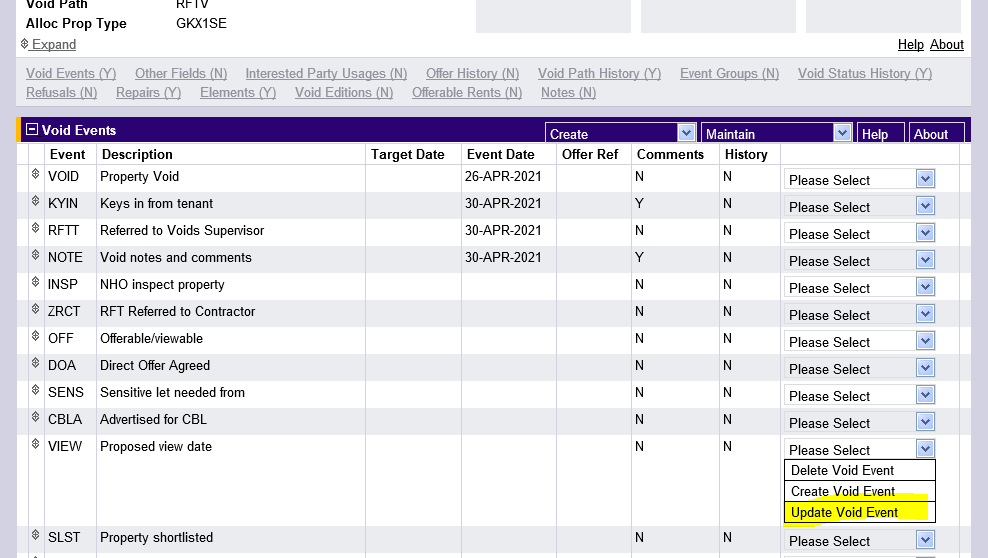 Void Path RFTV
Alloc Prop Type GKX1SE
Expand Help About
Void Events (Y) Other Fields (N) Interested Party Usages (N) Offer History (N) Void Path History (Y) Event Groups (N) Void Status History (Y)
Refusals (N) Repairs (Y) Elements (Y) Void Editions (N) Offerable Rents (N) Notes (N)
Void Events Create Maintain Help About
Event Description Target Date Event Date Offer Ref Comments History
VOID Property Void 26-APR-2021 N N Please Select
KYIN Keys in from tenant 30-APR-2021 Y N Please Select
RFTT Referred to Voids Supervisor 30-APR-2021 N N Please Select
NOTE Void notes and comments 30-APR-2021 Y N Please Select
INSP NHO inspect property N N Please Select
ZRCT RFT Referred to Contractor N N Please Select
OFF Offerable/viewable N N Please Select
DOA Direct Offer Agreed N N Please Select
SENS Sensitive let needed from N N Please Select
CBLA Advertised for CBL N N Please Select
VIEW Proposed view date N N Please Select
Delete Void Event
Create Void Event
Update Void Event
SLST Property shortlisted N N Please Select